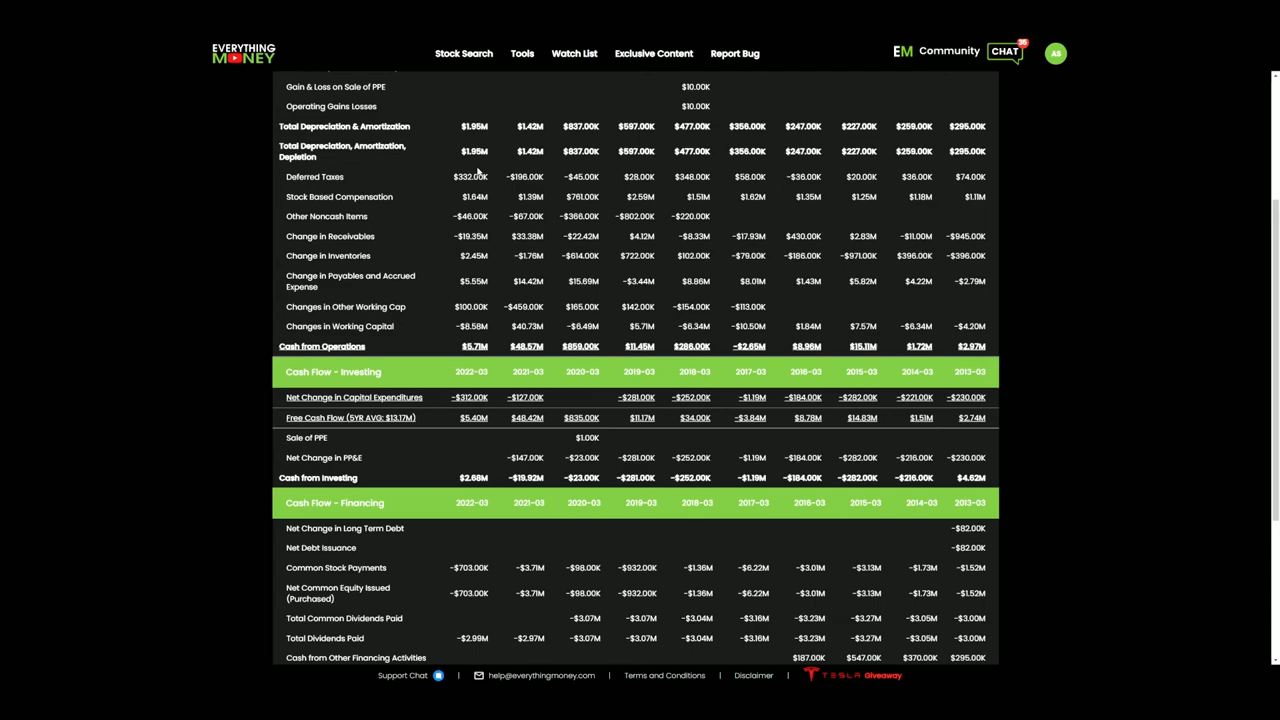 EVERYTHING
MONEY
Stock Search Tools Watch List Exclusive Content Report Bug
EM Community CHAT 35 AS
Gain & Loss on Sale of PPE $10.00K
Operating Gains Losses $10.00K
Total Depreciation & Amortization $1.95M $1.42M $837.00K $597.00K $477.00K $356.00K $247.00K $227.00K $259.00K $295.00K
Total Depreciation, Amortization,
Depletion $1.95M $1.42M $837.00K $597.00K $477.00K $356.00K $247.00K $227.00K $259.00K $295.00K
Deferred Taxes $332.00K -$196.00K -$45.00K $28.00K $348.00K $58.00K -$36.00K $20.00K $36.00K $74.00K
Stock Based Compensation $1.64M $1.39M $761.00K $2.59M $1.51M $1.62M $1.35M $1.25M $1.18M $1.11M
Other Noncash Items -$46.00K -$67.00K -$366.00K -$802.00K -$220.00K
Change in Receivables -$19.35M $33.38M -$22.42M $4.12M -$8.33M -$17.93M $430.00K $2.83M -$11.00M -$945.00K
Change in Inventories $2.45M -$1.76M -$614.00K $722.00K $102.00K -$79.00K -$186.00K -$971.00K $396.00K -$396.00K
Change in Payables and Accrued
Expense $5.55M $14.42M $15.69M -$3.44M $8.86M $8.01M $1.43M $5.82M $4.22M -$2.79M
Changes in Other Working Cap $100.00K -$459.00K $165.00K $142.00K -$154.00K -$113.00K
Changes in Working Capital -$8.58M $40.73M -$6.49M $5.71M -$6.34M -$10.50M $1.84M $7.57M -$6.34M -$4.20M
Cash from Operations $5.71M $48.57M $859.00K $11.45M $286.00K -$2.65M $8.96M $15.11M $1.72M $2.97M
Cash Flow - Investing 2022-03 2021-03 2020-03 2019-03 2018-03 2017-03 2016-03 2015-03 2014-03 2013-03
Net Change in Capital Expenditures -$312.00K -$127.00K -$281.00K -$252.00K -$1.19M -$184.00K -$282.00K -$221.00K -$230.00K
Free Cash Flow (5YR AVG: $13.17M) $5.40M $48.42M $835.00K $11.17M $34.00K -$3.84M $8.78M $14.83M $1.51M $2.74M
Sale of PPE $1.00K
Net Change in PP&E -$147.00K -$23.00K -$281.00K -$252.00K -$1.19M -$184.00K -$282.00K -$216.00K -$230.00K
Cash from Investing $2.68M -$19.92M -$23.00K -$281.00K -$252.00K -$1.19M -$184.00K -$282.00K -$216.00K $4.62M
Cash Flow - Financing 2022-03 2021-03 2020-03 2019-03 2018-03 2017-03 2016-03 2015-03 2014-03 2013-03
Net Change in Long Term Debt -$82.00K
Net Debt Issuance -$82.00K
Common Stock Payments -$703.00K -$3.71M -$98.00K -$932.00K -$1.36M -$6.22M -$3.01M -$3.13M -$1.73M -$1.52M
Net Common Equity Issued
(Purchased) -$703.00K -$3.71M -$98.00K -$932.00K -$1.36M -$6.22M -$3.01M -$3.13M -$1.73M -$1.52M
Total Common Dividends Paid -$3.07M -$3.07M -$3.04M -$3.16M -$3.23M -$3.27M -$3.05M -$3.00M
Total Dividends Paid -$2.99M -$2.97M -$3.07M -$3.07M -$3.04M -$3.16M -$3.23M -$3.27M -$3.05M -$3.00M
Cash from Other Financing Activities $187.00K $547.00K $370.00K $295.00K
Support Chat | help@everythingmoney.com | Terms and Conditions | Disclaimer | TESLA Giveaway